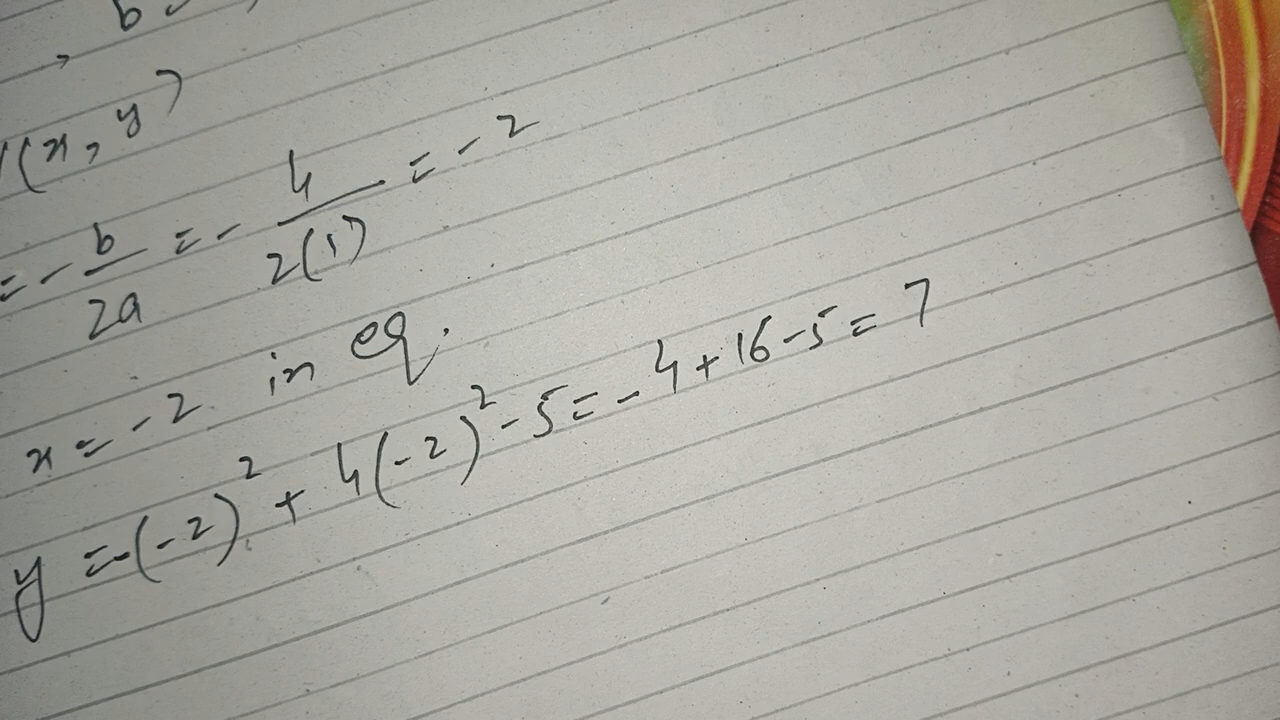 (x, y)
= - b/2a = - 4/2(1) = - 2
x = - 2 in eq.
y = -(-2)² + 4(-2)² - 5 = - 4 + 16 - 5 = 7